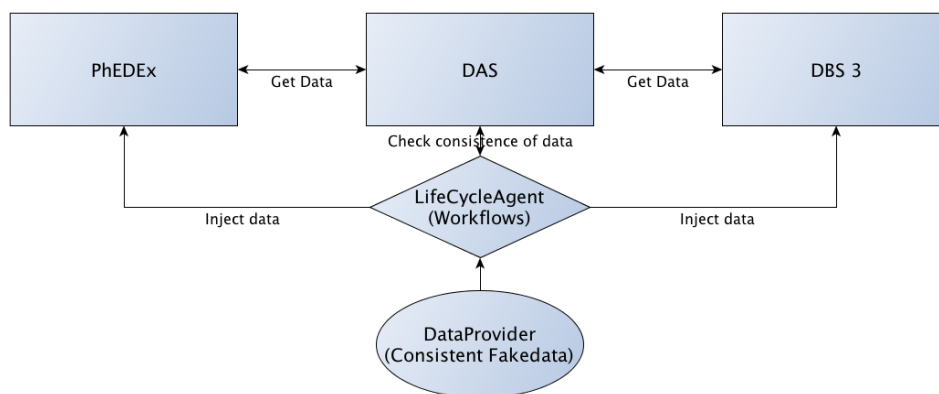 PhEDEx
DAS
DBS 3
Get Data
Get Data
Check consistence of data
LifeCycleAgent
(Workflows)
Inject data
Inject data
DataProvider
(Consistent Fakedata)